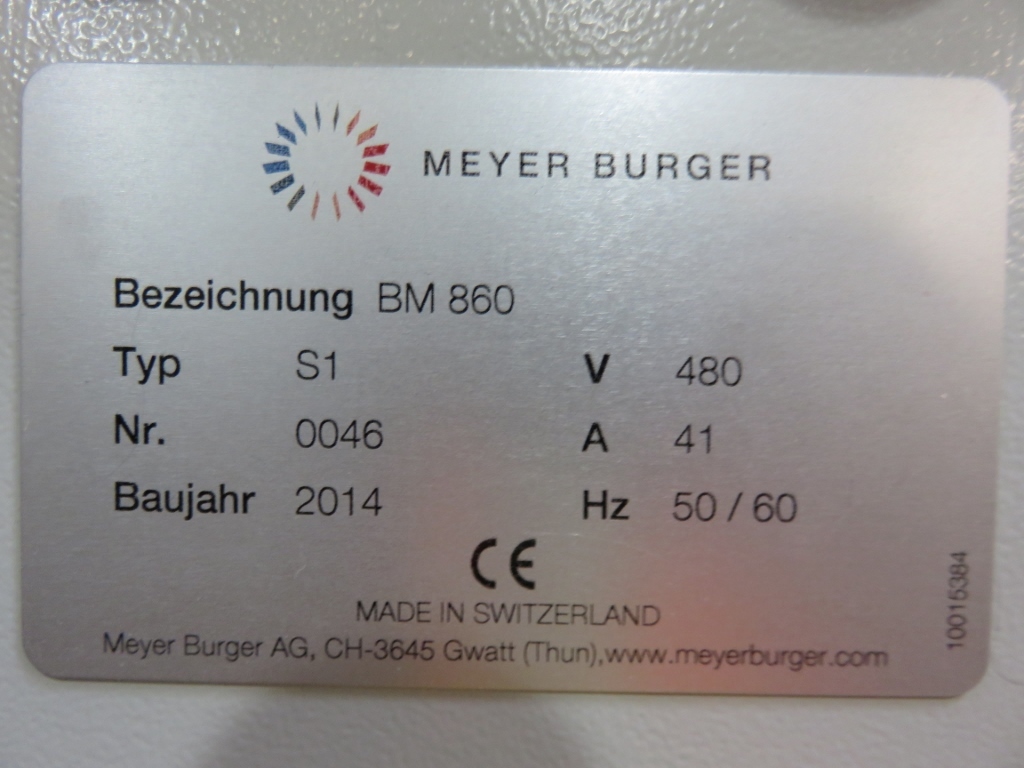 MEYER BURGER
Bezeichnung BM 860
Typ S1 V 480
Nr. 0046 A 41
Baujahr 2014 Hz 50 / 60
CE
MADE IN SWITZERLAND
Meyer Burger AG, CH-3645 Gwatt (Thun),www.meyerburger.com
10015384